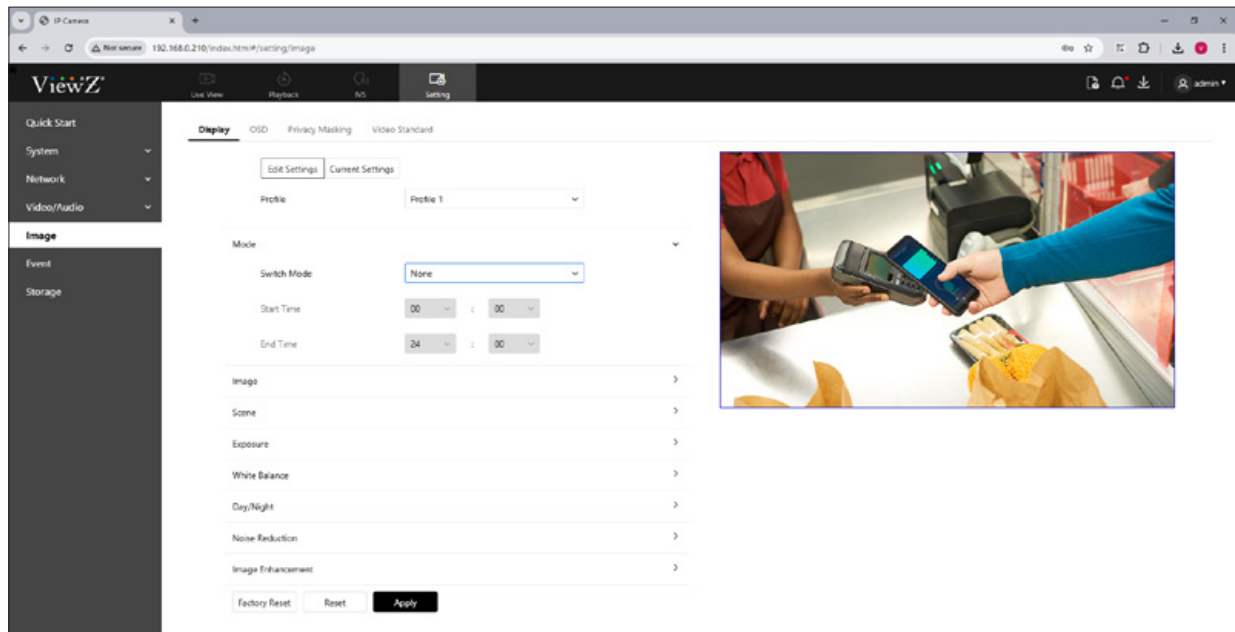 IP Camera
Not secure 192.168.0.210/index.html#/setting/image
ViewZ
Live View Playback IVS Setting
admin
Quick Start
System
Network
Video/Audio
Image
Event
Storage
Display OSD Privacy Masking Video Standard
Edit Settings Current Settings
Profile Profile 1
Mode
Switch Mode None
Start Time 00 : 00
End Time 24 : 00
Image
Scene
Exposure
White Balance
Day/Night
Noise Reduction
Image Enhancement
Factory Reset Reset Apply